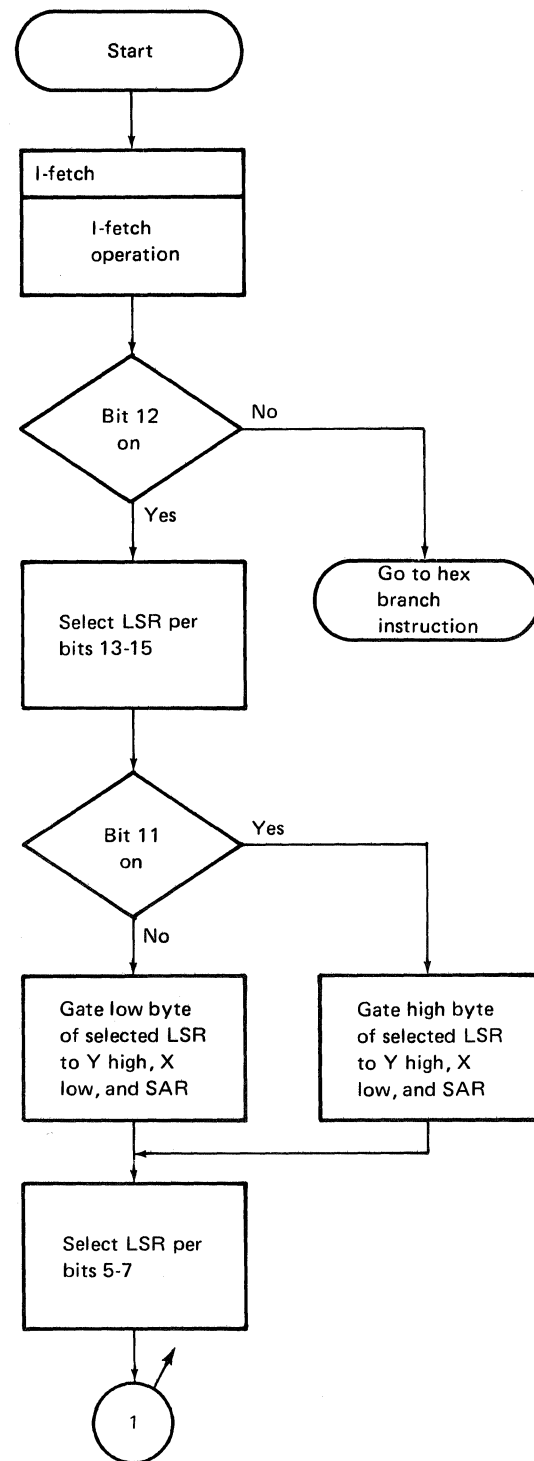 Start
I-fetch
I-fetch
operation
Bit 12
on
No
Yes
Go to hex
branch
instruction
Select LSR per
bits 13-15
Bit 11
on
Yes
No
Gate low byte
of selected LSR
to Y high, X
low, and SAR
Gate high byte
of selected LSR
to Y high, X
low, and SAR
Select LSR per
bits 5-7
1